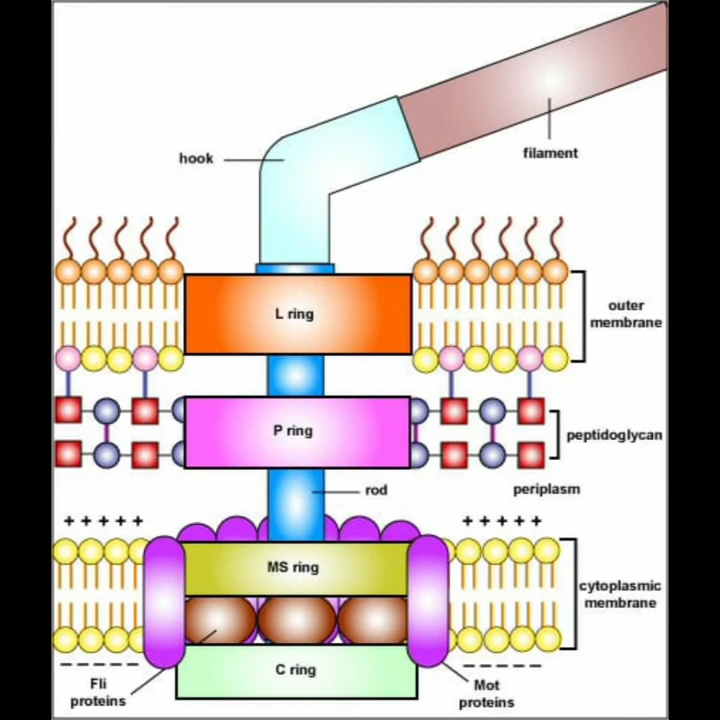 hook
filament
L ring
outer
membrane
P ring
peptidoglycan
rod
periplasm
+ + + + +
+ + + + +
MS ring
cytoplasmic
membrane
C ring
Fli
proteins
Mot
proteins